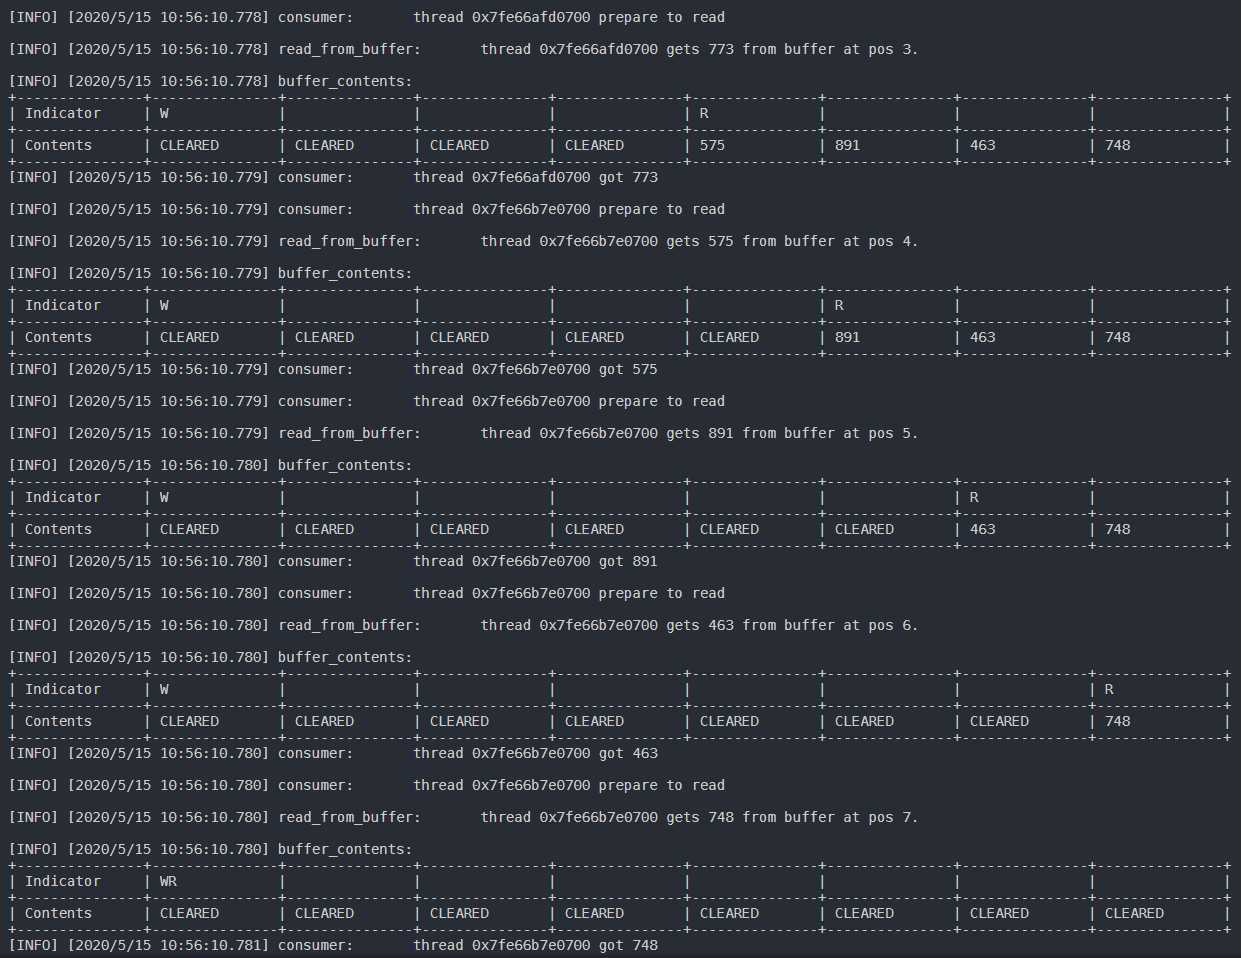 [INFO] [2020/5/15 10:56:10.778] consumer:       thread 0x7fe66afd0700 prepare to read
[INFO] [2020/5/15 10:56:10.778] read_from_buffer:       thread 0x7fe66afd0700 gets 773 from buffer at pos 3.
[INFO] [2020/5/15 10:56:10.778] buffer_contents:
+---------------+---------------+---------------+---------------+---------------+---------------+---------------+---------------+---------------+
| Indicator     | W             |               |               |               | R             |               |               |               |
+---------------+---------------+---------------+---------------+---------------+---------------+---------------+---------------+---------------+
| Contents      | CLEARED       | CLEARED       | CLEARED       | CLEARED       | 575           | 891           | 463           | 748           |
+---------------+---------------+---------------+---------------+---------------+---------------+---------------+---------------+---------------+
[INFO] [2020/5/15 10:56:10.779] consumer:       thread 0x7fe66afd0700 got 773
[INFO] [2020/5/15 10:56:10.779] consumer:       thread 0x7fe66b7e0700 prepare to read
[INFO] [2020/5/15 10:56:10.779] read_from_buffer:       thread 0x7fe66b7e0700 gets 575 from buffer at pos 4.
[INFO] [2020/5/15 10:56:10.779] buffer_contents:
+---------------+---------------+---------------+---------------+---------------+---------------+---------------+---------------+---------------+
| Indicator     | W             |               |               |               |               | R             |               |               |
+---------------+---------------+---------------+---------------+---------------+---------------+---------------+---------------+---------------+
| Contents      | CLEARED       | CLEARED       | CLEARED       | CLEARED       | CLEARED       | 891           | 463           | 748           |
+---------------+---------------+---------------+---------------+---------------+---------------+---------------+---------------+---------------+
[INFO] [2020/5/15 10:56:10.779] consumer:       thread 0x7fe66b7e0700 got 575
[INFO] [2020/5/15 10:56:10.779] consumer:       thread 0x7fe66b7e0700 prepare to read
[INFO] [2020/5/15 10:56:10.779] read_from_buffer:       thread 0x7fe66b7e0700 gets 891 from buffer at pos 5.
[INFO] [2020/5/15 10:56:10.780] buffer_contents:
+---------------+---------------+---------------+---------------+---------------+---------------+---------------+---------------+---------------+
| Indicator     | W             |               |               |               |               |               | R             |               |
+---------------+---------------+---------------+---------------+---------------+---------------+---------------+---------------+---------------+
| Contents      | CLEARED       | CLEARED       | CLEARED       | CLEARED       | CLEARED       | CLEARED       | 463           | 748           |
+---------------+---------------+---------------+---------------+---------------+---------------+---------------+---------------+---------------+
[INFO] [2020/5/15 10:56:10.780] consumer:       thread 0x7fe66b7e0700 got 891
[INFO] [2020/5/15 10:56:10.780] consumer:       thread 0x7fe66b7e0700 prepare to read
[INFO] [2020/5/15 10:56:10.780] read_from_buffer:       thread 0x7fe66b7e0700 gets 463 from buffer at pos 6.
[INFO] [2020/5/15 10:56:10.780] buffer_contents:
+---------------+---------------+---------------+---------------+---------------+---------------+---------------+---------------+---------------+
| Indicator     | W             |               |               |               |               |               |               | R             |
+---------------+---------------+---------------+---------------+---------------+---------------+---------------+---------------+---------------+
| Contents      | CLEARED       | CLEARED       | CLEARED       | CLEARED       | CLEARED       | CLEARED       | CLEARED       | 748           |
+---------------+---------------+---------------+---------------+---------------+---------------+---------------+---------------+---------------+
[INFO] [2020/5/15 10:56:10.780] consumer:       thread 0x7fe66b7e0700 got 463
[INFO] [2020/5/15 10:56:10.780] consumer:       thread 0x7fe66b7e0700 prepare to read
[INFO] [2020/5/15 10:56:10.780] read_from_buffer:       thread 0x7fe66b7e0700 gets 748 from buffer at pos 7.
[INFO] [2020/5/15 10:56:10.780] buffer_contents:
+---------------+---------------+---------------+---------------+---------------+---------------+---------------+---------------+---------------+
| Indicator     | WR            |               |               |               |               |               |               |               |
+---------------+---------------+---------------+---------------+---------------+---------------+---------------+---------------+---------------+
| Contents      | CLEARED       | CLEARED       | CLEARED       | CLEARED       | CLEARED       | CLEARED       | CLEARED       | CLEARED       |
+---------------+---------------+---------------+---------------+---------------+---------------+---------------+---------------+---------------+
[INFO] [2020/5/15 10:56:10.781] consumer:       thread 0x7fe66b7e0700 got 748